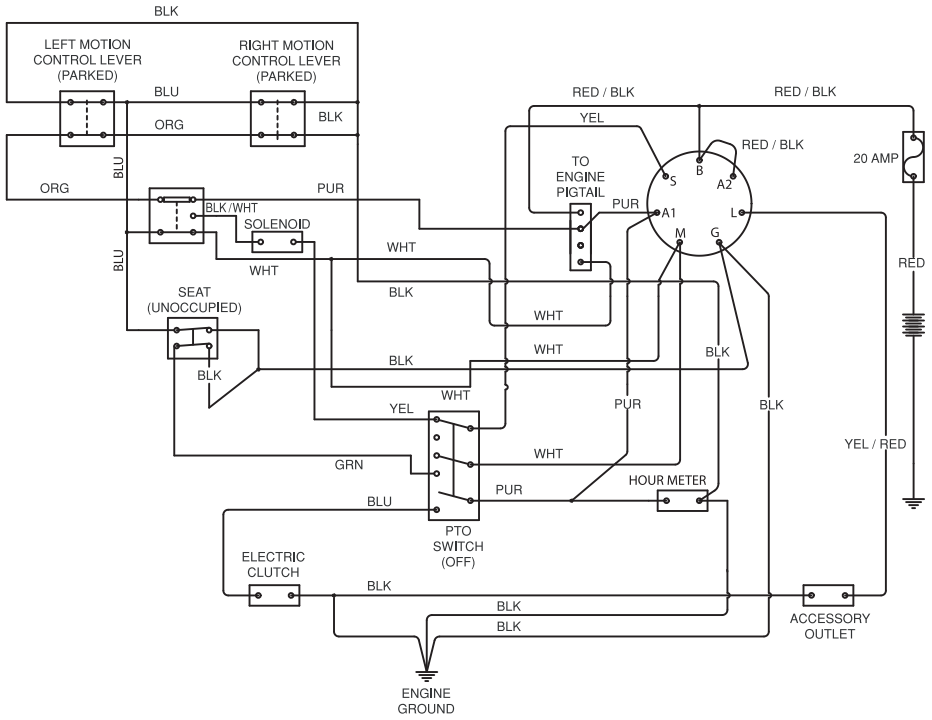 BLK
LEFT MOTION
CONTROL LEVER
(PARKED)
RIGHT MOTION
CONTROL LEVER
(PARKED)
BLU
BLK
ORG
BLU
ORG
PUR
BLK/WHT
SOLENOID
WHT
WHT
BLU
BLK
SEAT
(UNOCCUPIED)
BLK
BLK
WHT
WHT
WHT
YEL
GRN
WHT
PUR
BLU
PTO
SWITCH
(OFF)
ELECTRIC
CLUTCH
BLK
BLK
BLK
ENGINE
GROUND
RED / BLK
RED / BLK
YEL
TO
ENGINE
PIGTAIL
PUR
RED / BLK
S
B
A2
A1
L
M
G
20 AMP
RED
BLK
PUR
BLK
HOUR METER
YEL / RED
ACCESSORY
OUTLET